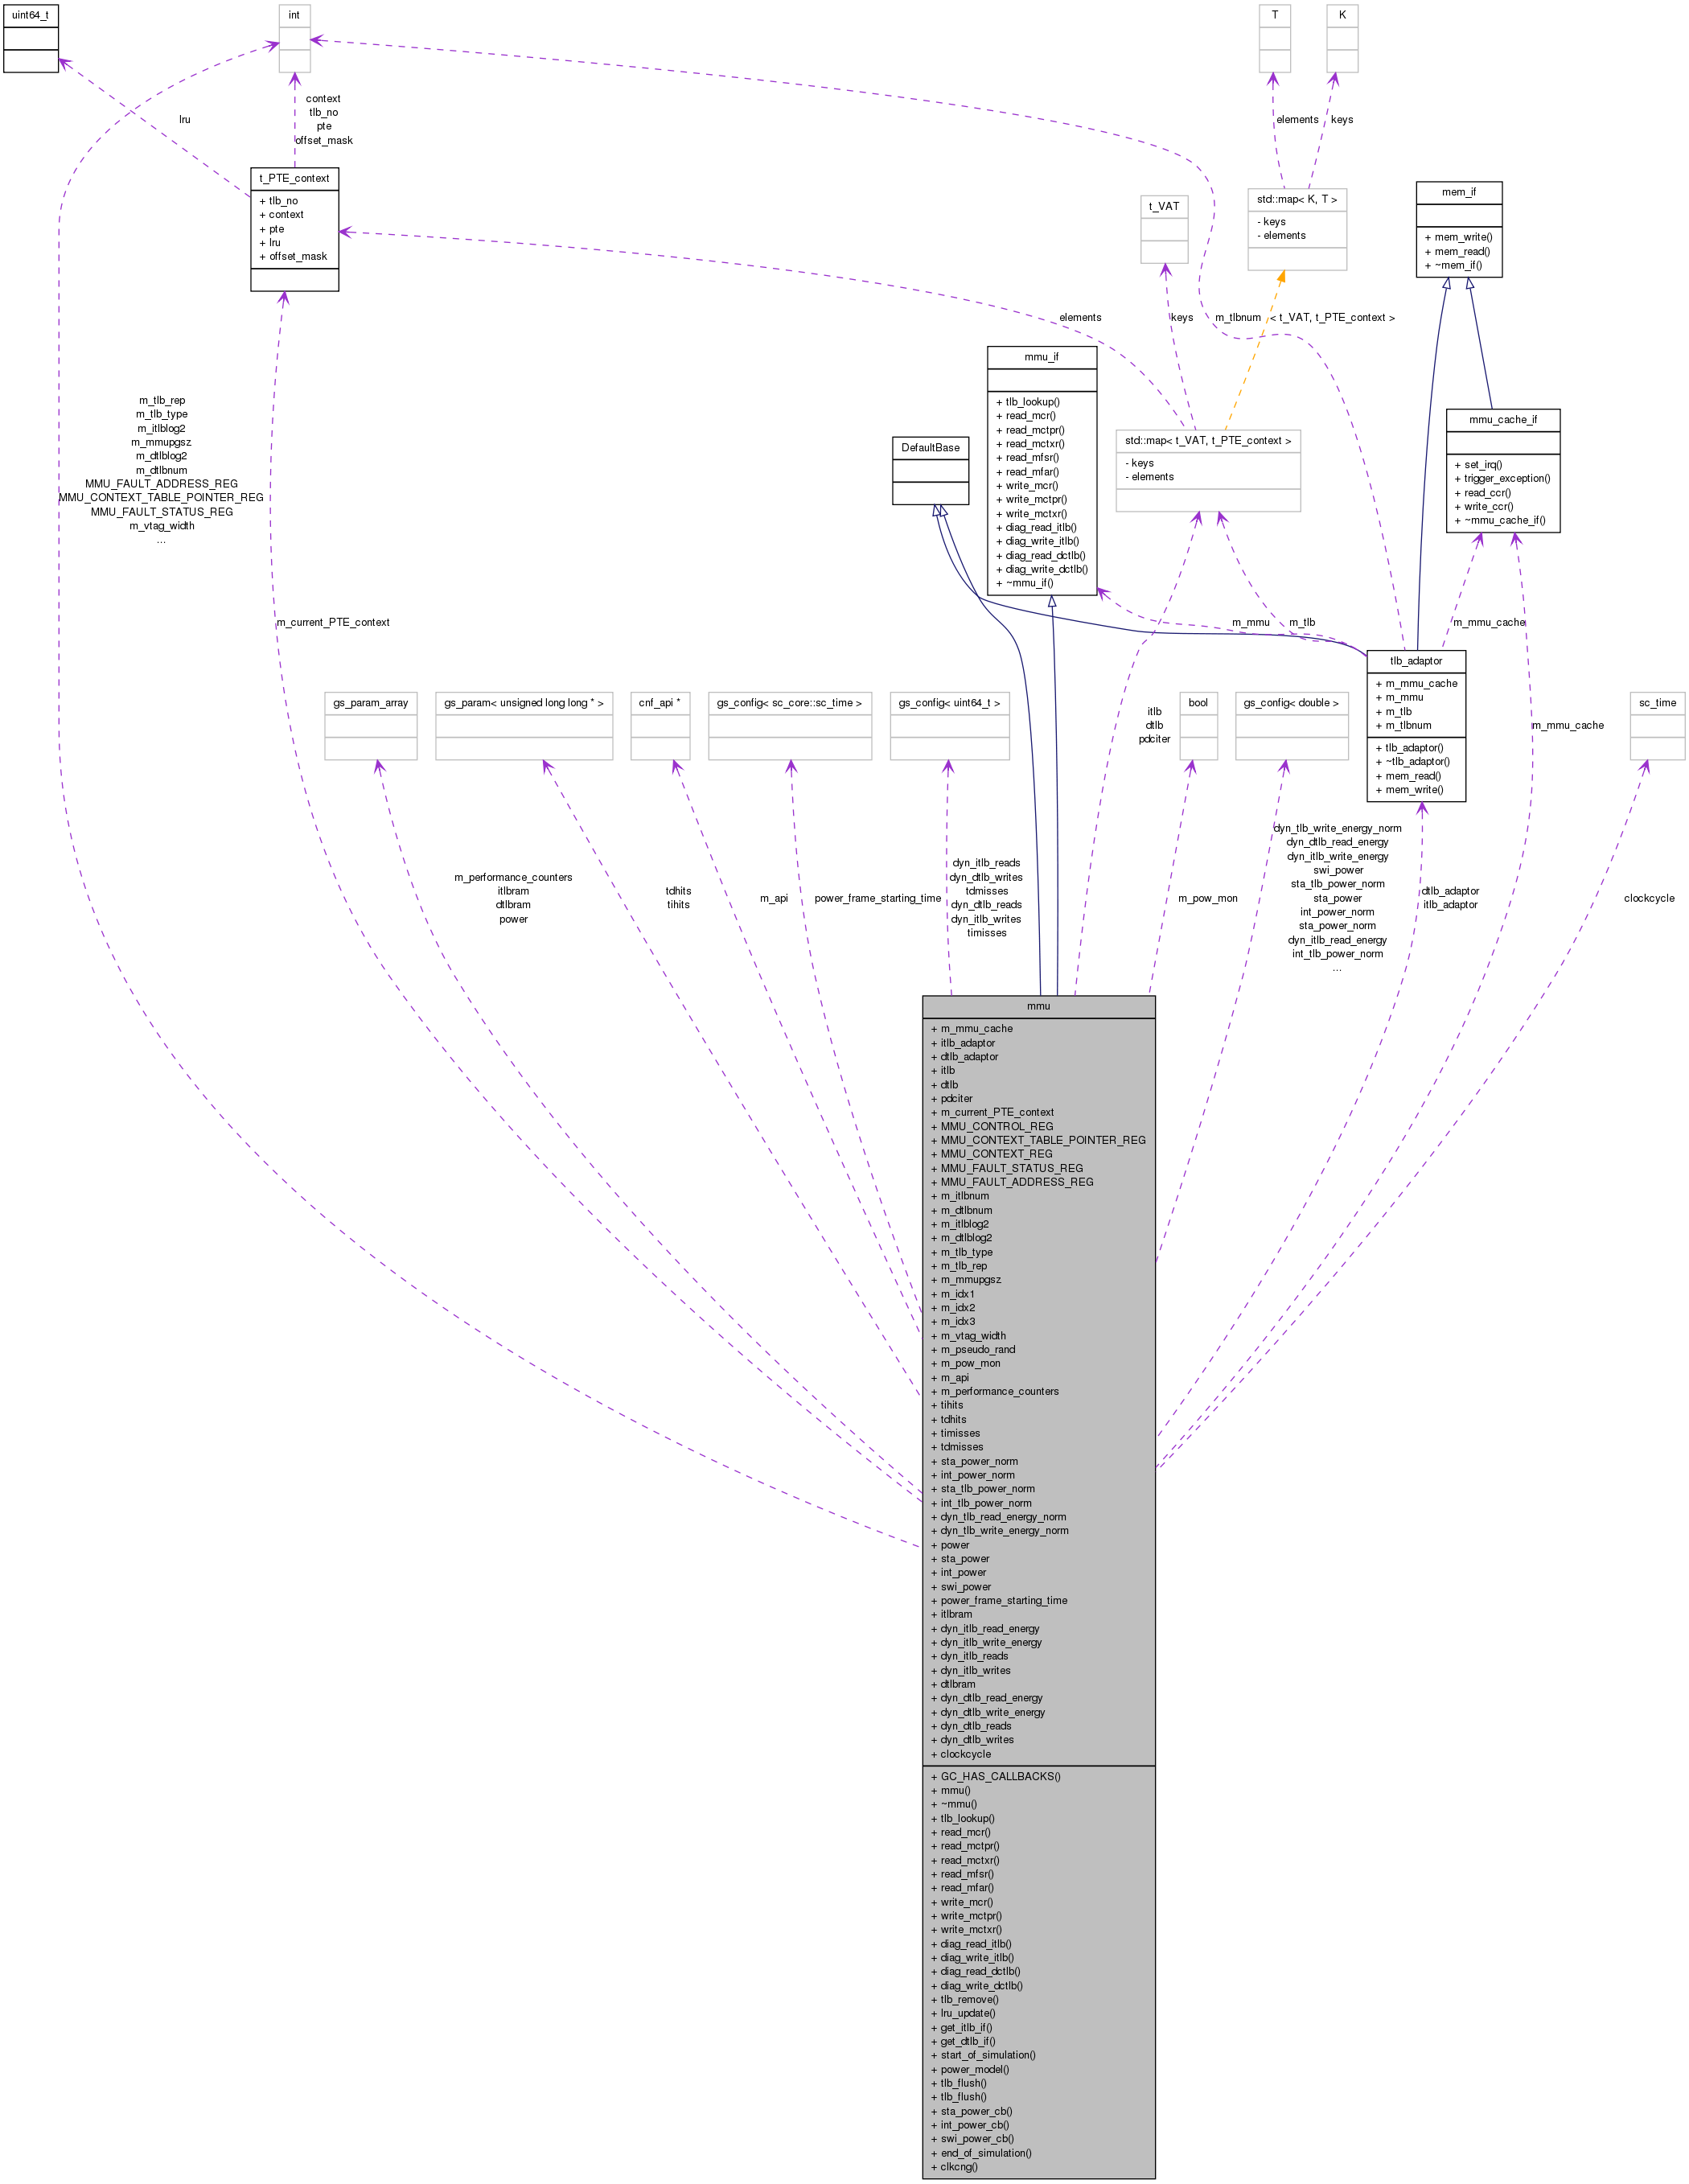 uint64_t
int
T
K
context
tlb_no
pte
offset_mask
lru
elements
keys
t_PTE_context
+ tlb_no
+ context
+ pte
+ lru
+ offset_mask
t_VAT
std::map< K, T >
- keys
- elements
mem_if
+ mem_write()
+ mem_read()
+ ~mem_if()
elements
keys
m_tlbnum
< t_VAT, t_PTE_context >
mmu_if
+ tlb_lookup()
+ read_mcr()
+ read_mctpr()
+ read_mctxr()
+ read_mfsr()
+ read_mfar()
+ write_mcr()
+ write_mctpr()
+ write_mctxr()
+ diag_read_itlb()
+ diag_write_itlb()
+ diag_read_dctlb()
+ diag_write_dctlb()
+ ~mmu_if()
m_tlb_rep
m_tlb_type
m_itlblog2
m_mmupgsz
m_dtlblog2
m_dtlbnum
MMU_FAULT_ADDRESS_REG
MMU_CONTEXT_TABLE_POINTER_REG
MMU_FAULT_STATUS_REG
m_vtag_width
...
DefaultBase
std::map< t_VAT, t_PTE_context >
- keys
- elements
mmu_cache_if
+ set_irq()
+ trigger_exception()
+ read_ccr()
+ write_ccr()
+ ~mmu_cache_if()
m_current_PTE_context
m_mmu
m_tlb
m_mmu_cache
tlb_adaptor
+ m_mmu_cache
+ m_mmu
+ m_tlb
+ m_tlbnum
+ tlb_adaptor()
+ ~tlb_adaptor()
+ mem_read()
+ mem_write()
gs_param_array
gs_param< unsigned long long * >
cnf_api *
gs_config< sc_core::sc_time >
gs_config< uint64_t >
itlb
dtlb
pdciter
bool
gs_config< double >
m_mmu_cache
sc_time
m_performance_counters
itlbram
dtlbram
power
tdhits
tihits
m_api
power_frame_starting_time
dyn_itlb_reads
dyn_dtlb_writes
tdmisses
dyn_dtlb_reads
dyn_itlb_writes
timisses
m_pow_mon
dyn_tlb_write_energy_norm
dyn_dtlb_read_energy
dyn_itlb_write_energy
swi_power
sta_tlb_power_norm
sta_power
int_power_norm
sta_power_norm
dyn_itlb_read_energy
int_tlb_power_norm
...
dtlb_adaptor
itlb_adaptor
clockcycle
mmu
+ m_mmu_cache
+ itlb_adaptor
+ dtlb_adaptor
+ itlb
+ dtlb
+ pdciter
+ m_current_PTE_context
+ MMU_CONTROL_REG
+ MMU_CONTEXT_TABLE_POINTER_REG
+ MMU_CONTEXT_REG
+ MMU_FAULT_STATUS_REG
+ MMU_FAULT_ADDRESS_REG
+ m_itlbnum
+ m_dtlbnum
+ m_itlblog2
+ m_dtlblog2
+ m_tlb_type
+ m_tlb_rep
+ m_mmupgsz
+ m_idx1
+ m_idx2
+ m_idx3
+ m_vtag_width
+ m_pseudo_rand
+ m_pow_mon
+ m_api
+ m_performance_counters
+ tihits
+ tdhits
+ timisses
+ tdmisses
+ sta_power_norm
+ int_power_norm
+ sta_tlb_power_norm
+ int_tlb_power_norm
+ dyn_tlb_read_energy_norm
+ dyn_tlb_write_energy_norm
+ power
+ sta_power
+ int_power
+ swi_power
+ power_frame_starting_time
+ itlbram
+ dyn_itlb_read_energy
+ dyn_itlb_write_energy
+ dyn_itlb_reads
+ dyn_itlb_writes
+ dtlbram
+ dyn_dtlb_read_energy
+ dyn_dtlb_write_energy
+ dyn_dtlb_reads
+ dyn_dtlb_writes
+ clockcycle
+ GC_HAS_CALLBACKS()
+ mmu()
+ ~mmu()
+ tlb_lookup()
+ read_mcr()
+ read_mctpr()
+ read_mctxr()
+ read_mfsr()
+ read_mfar()
+ write_mcr()
+ write_mctpr()
+ write_mctxr()
+ diag_read_itlb()
+ diag_write_itlb()
+ diag_read_dctlb()
+ diag_write_dctlb()
+ tlb_remove()
+ lru_update()
+ get_itlb_if()
+ get_dtlb_if()
+ start_of_simulation()
+ power_model()
+ tlb_flush()
+ tlb_flush()
+ sta_power_cb()
+ int_power_cb()
+ swi_power_cb()
+ end_of_simulation()
+ clkcng()